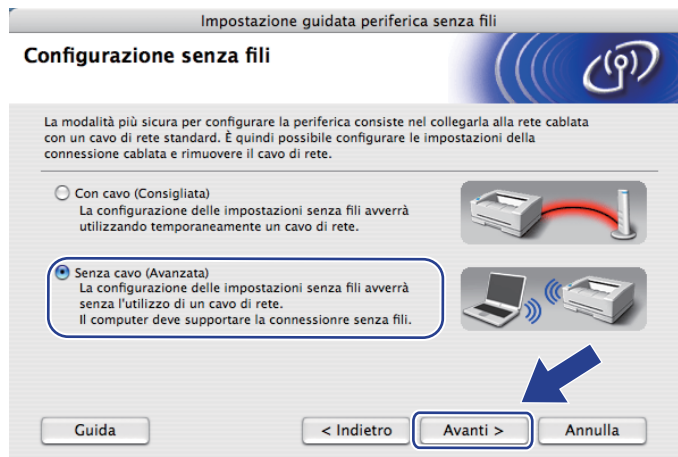 Impostazione guidata periferica senza fili
Configurazione senza fili
La modalità più sicura per configurare la periferica consiste nel collegarla alla rete cablata
con un cavo di rete standard. È quindi possibile configurare le impostazioni della
connessione cablata e rimuovere il cavo di rete.
Con cavo (Consigliata)
La configurazione delle impostazioni senza fili avverrà
utilizzando temporaneamente un cavo di rete.
Senza cavo (Avanzata)
La configurazione delle impostazioni senza fili avverrà
senza l'utilizzo di un cavo di rete.
Il computer deve supportare la connessionre senza fili.
Guida
< Indietro
Avanti >
Annulla